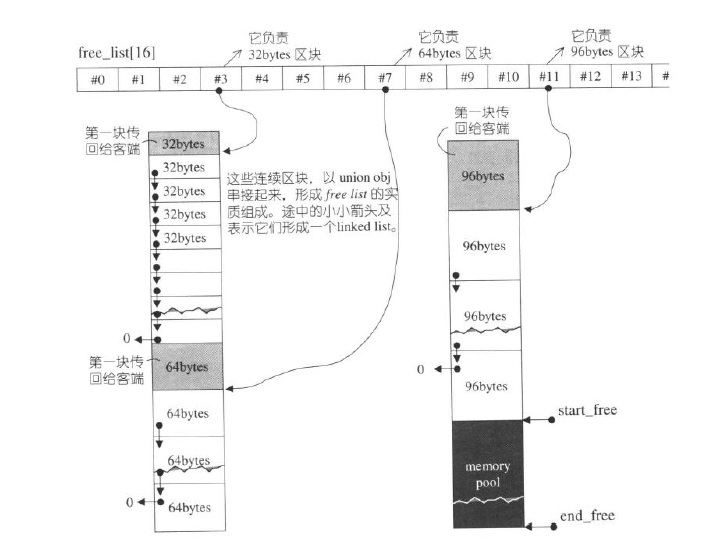 它负责
32bytes 区块
它负责
64bytes 区块
它负责
96bytes 区块
free_list[16]
#0 #1 #2 #3 #4 #5 #6 #7 #8 #9 #10 #11 #12 #13 #
第一块传
回给客端
32bytes
32bytes
32bytes
32bytes
32bytes
0
这些连续区块，以 union obj
串接起来，形成 free list 的实
质组成。途中的小小箭头及
表示它们形成一个linked list。
第一块传
回给客端
64bytes
64bytes
64bytes
0
64bytes
第一块传
回给客端
96bytes
96bytes
96bytes
0
96bytes
start_free
memory
pool
end_free